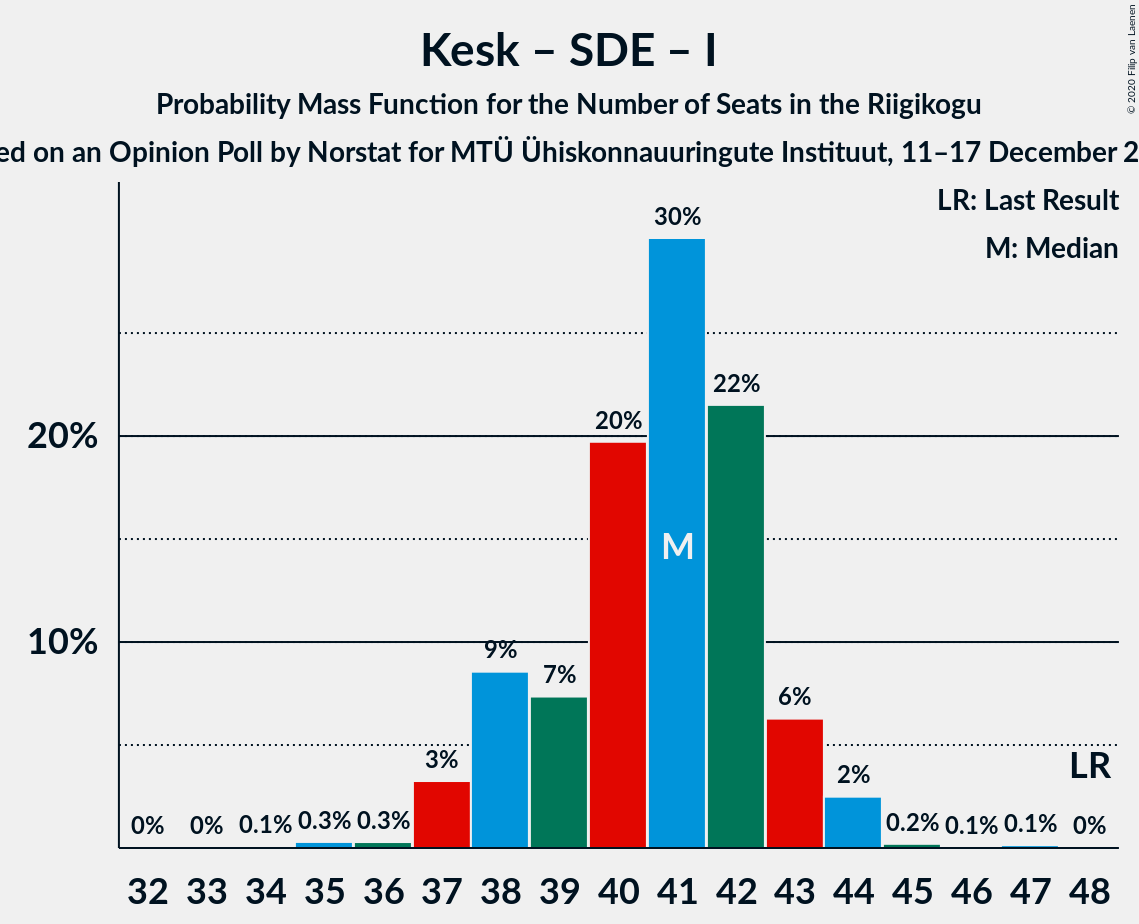 © 2020 Filip van Laenen
Kesk – SDE – I
Probability Mass Function for the Number of Seats in the Riigikogu
ed on an Opinion Poll by Norstat for MTÜ Ühiskonnauuringute Instituut, 11–17 December 2
LR: Last Result
M: Median
30%
22%
20%
20%
M
10%
9%
7%
6%
3%
LR
2%
0% 0% 0.1% 0.3% 0.3% 0.2% 0.1% 0.1% 0%
32 33 34 35 36 37 38 39 40 41 42 43 44 45 46 47 48